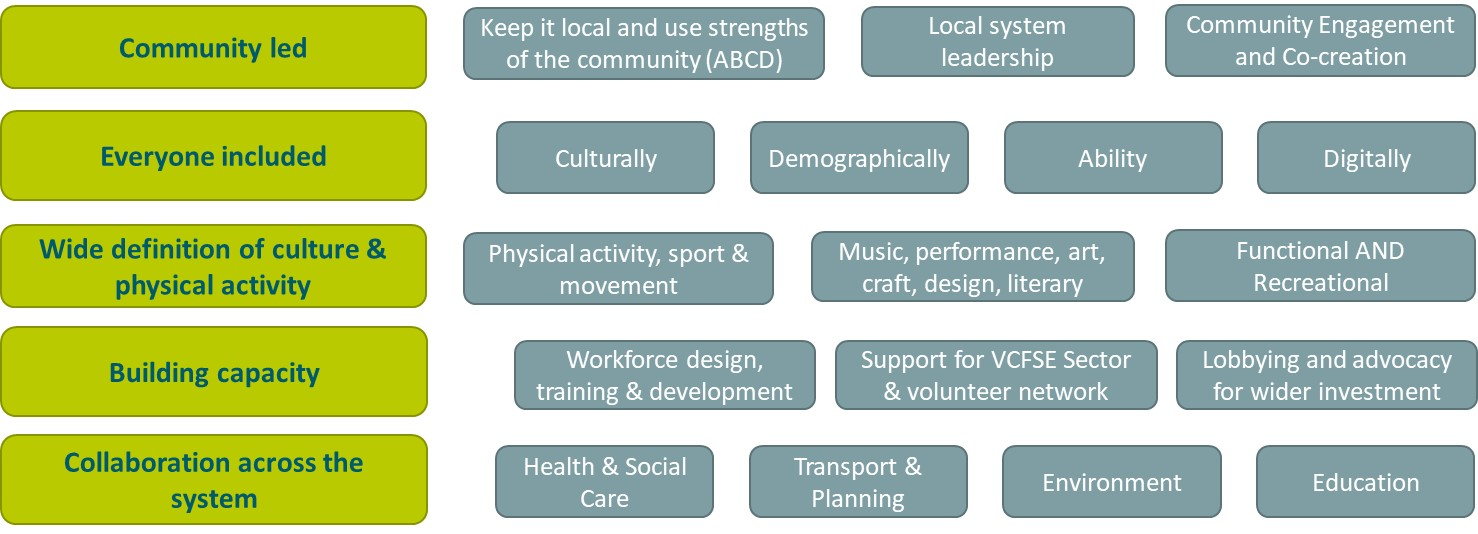 Community led
Keep it local and use strengths
of the community (ABCD)
Local system
leadership
Community Engagement
and Co-creation
Everyone included
Culturally
Demographically
Ability
Digitally
Wide definition of culture &
physical activity
Physical activity, sport &
movement
Music, performance, art,
craft, design, literary
Functional AND
Recreational
Building capacity
Workforce design,
training & development
Support for VCFSE Sector
& volunteer network
Lobbying and advocacy
for wider investment
Collaboration across the
system
Health & Social
Care
Transport &
Planning
Environment
Education